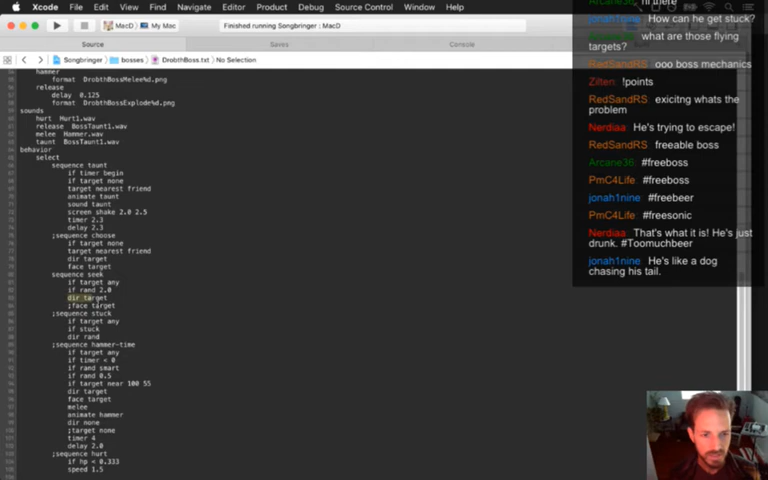 Xcode File Edit View Find Navigate Editor Product Debug Integrate Source Control Window Help
MacD My Mac Finished running Songbringer : MacD
Source Saves Console
Songbringer bosses DrobthBoss.txt No Selection
hammer
format DrobthBossMelee%d.png
release
delay 0.125
format DrobthBossExplode%d.png
sounds
hurt Hurt1.wav
release BossTaunt1.wav
melee Hammer.wav
taunt BossTaunt1.wav
behavior
select
sequence taunt
if timer begin
if target none
target nearest friend
animate taunt
sound taunt
screen shake 2.0 2.5
timer 2.3
delay 2.3
;sequence choose
if target none
target nearest friend
dir target
face target
sequence seek
if target any
if rand 2.0
dir target
;face target
;sequence stuck
if target any
if stuck
dir rand
;sequence hammer-time
if target any
if timer < 0
if rand smart
if rand 0.5
if target near 100 55
dir target
face target
melee
animate hammer
dir none
;target none
timer 4
delay 2.0
sequence hurt
if hp < 0.333
speed 1.5
Arcane36: hi there
jonah1nine: How can he get stuck?
what are those flying
targets?
RedSandRS: ooo boss mechanics
Zilten: !points
RedSandRS: exicitng whats the
problem
Nerdiaa: He's trying to escape!
RedSandRS: freeable boss
Arcane36: #freeboss
PmC4Life: #freeboss
jonah1nine: #freebeer
PmC4Life: #freesonic
Nerdiaa: That's what it is! He's just
drunk. #Toomuchbeer
jonah1nine: He's like a dog
chasing his tail.